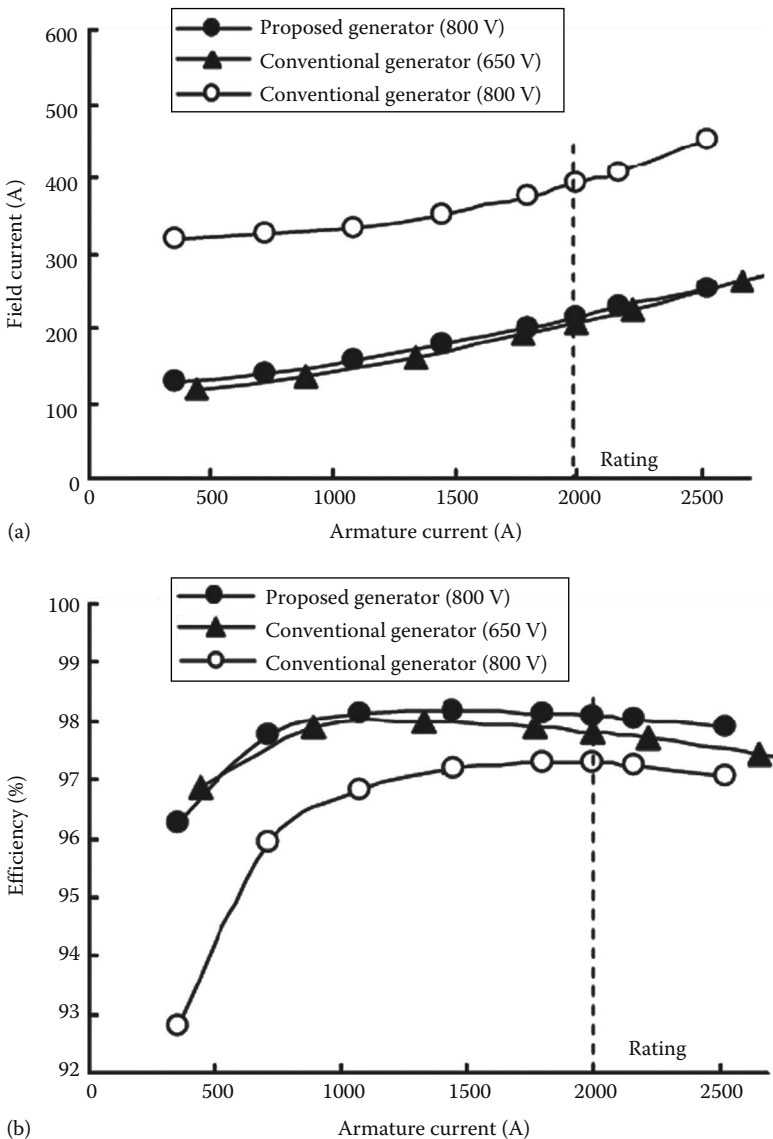 600
500
400
300
200
100
0
Field current (A)
Proposed generator (800 V)
Conventional generator (650 V)
Conventional generator (800 V)
Rating
0 500 1000 1500 2000 2500
Armature current (A)
(a)
100
99
98
97
96
95
94
93
92
Efficiency (%)
Proposed generator (800 V)
Conventional generator (650 V)
Conventional generator (800 V)
Rating
0 500 1000 1500 2000 2500
Armature current (A)
(b)